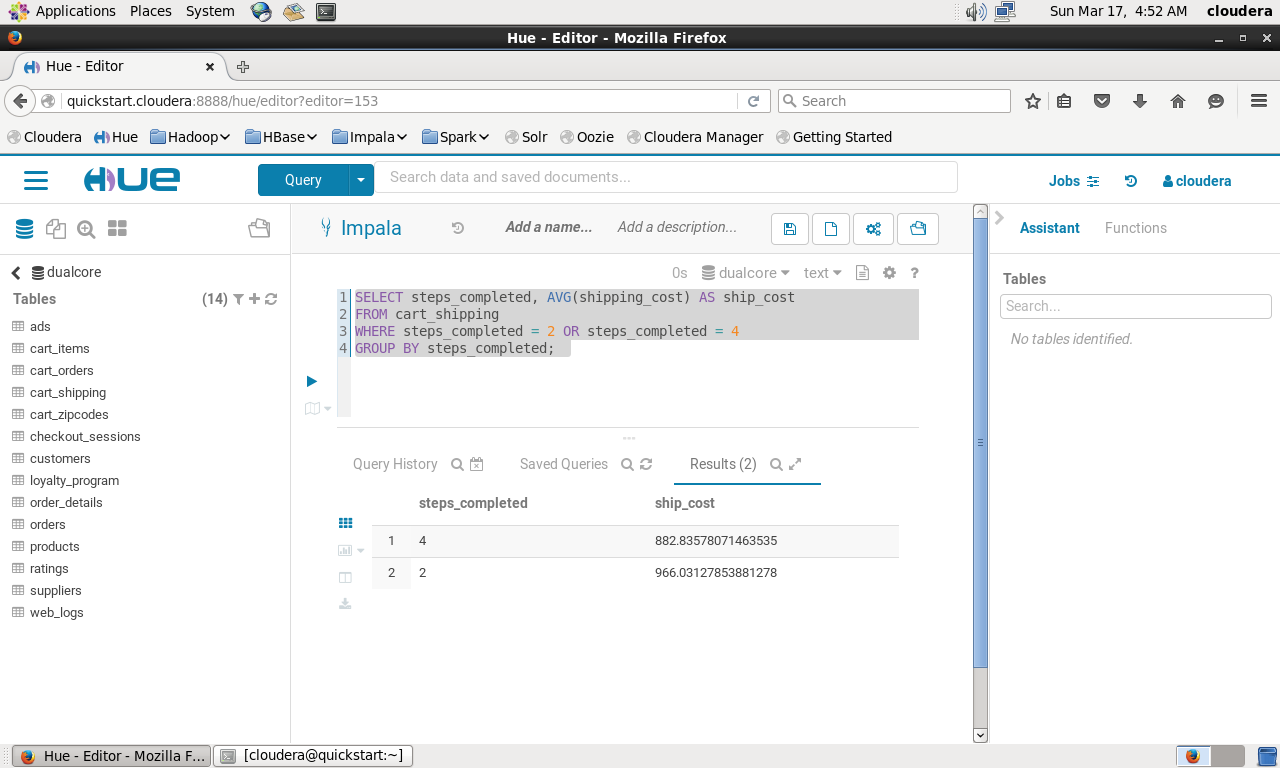 Applications Places System Sun Mar 17, 4:52 AM cloudera
Hue - Editor - Mozilla Firefox
Hue - Editor
quickstart.cloudera:8888/hue/editor?editor=153 Search
Cloudera Hue Hadoop HBase Impala Spark Solr Oozie Cloudera Manager Getting Started
HUE Query Search data and saved documents... Jobs cloudera
Impala Add a name... Add a description... Assistant Functions
dualcore 0s dualcore text ?
Tables (14) Tables
1 SELECT steps_completed, AVG(shipping_cost) AS ship_cost
2 FROM cart_shipping
3 WHERE steps_completed = 2 OR steps_completed = 4
4 GROUP BY steps_completed;
Search...
No tables identified.
ads
cart_items
cart_orders
cart_shipping
cart_zipcodes
checkout_sessions
customers
loyalty_program
order_details
orders
products
ratings
suppliers
web_logs
Query History Saved Queries Results (2)
steps_completed ship_cost
1 4 882.83578071463535
2 2 966.03127853881278
Hue - Editor - Mozilla F... [cloudera@quickstart:~]